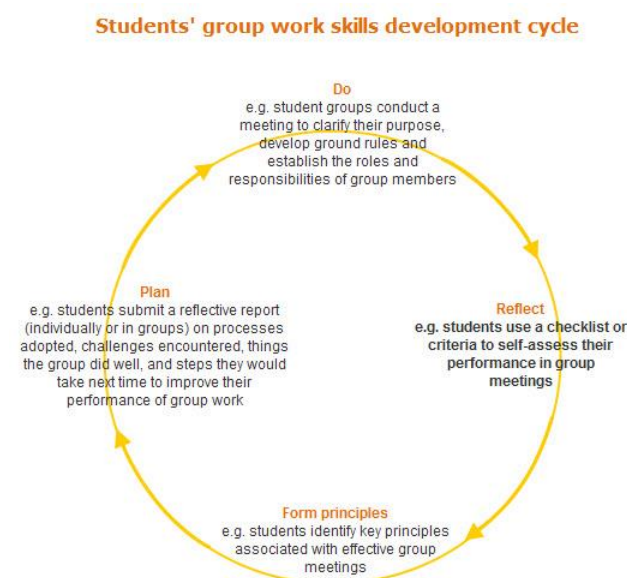 Students' group work skills development cycle
Do
e.g. student groups conduct a
meeting to clarify their purpose,
develop ground rules and
establish the roles and
responsibilities of group members
Reflect
e.g. students use a checklist or
criteria to self-assess their
performance in group
meetings
Form principles
e.g. students identify key principles
associated with effective group
meetings
Plan
e.g. students submit a reflective report
(individually or in groups) on processes
adopted, challenges encountered, things
the group did well, and steps they would
take next time to improve their
performance of group work